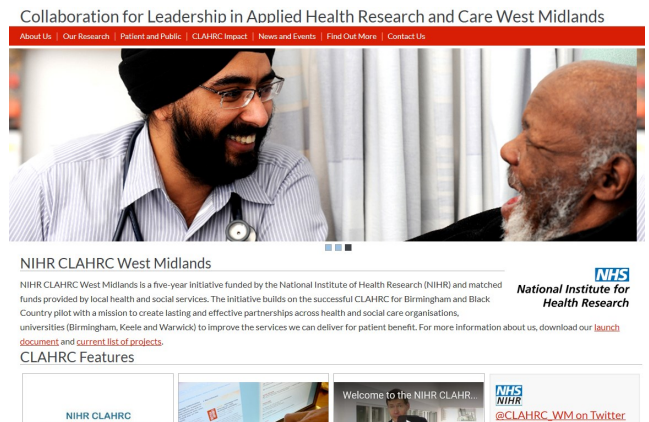 Collaboration for Leadership in Applied Health Research and Care West Midlands
About Us | Our Research | Patient and Public | CLAHRC Impact | News and Events | Find Out More | Contact Us
NIHR CLAHRC West Midlands
NIHR CLAHRC West Midlands is a five-year initiative funded by the National Institute of Health Research (NIHR) and matched
funds provided by local health and social services. The initiative builds on the successful CLAHRC for Birmingham and Black
Country pilot with a mission to create lasting and effective partnerships across health and social care organisations,
universities (Birmingham, Keele and Warwick) to improve the services we can deliver for patient benefit. For more information about us, download our launch
document and current list of projects.
NHS
National Institute for
Health Research
CLAHRC Features
NIHR CLAHRC
Welcome to the NIHR CLAHR...
NHS
NIHR
@CLAHRC_WM on Twitter